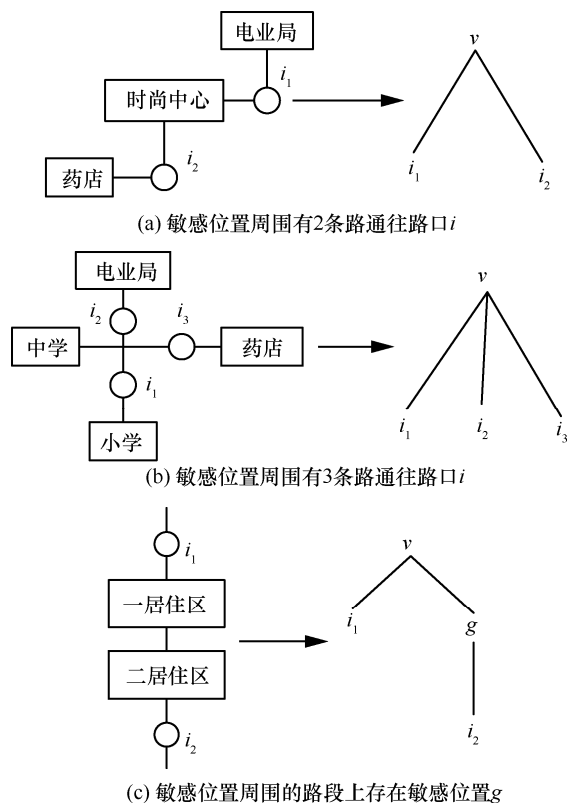 电业局
v
i₁
时尚中心
i₂
药店
i₁
i₂
(a) 敏感位置周围有2条路通往路口i
电业局
v
i₂
i₃
中学
药店
i₁
i₁
i₂
i₃
小学
(b) 敏感位置周围有3条路通往路口i
i₁
v
一居住区
i₁
g
二居住区
i₂
i₂
(c) 敏感位置周围的路段上存在敏感位置g